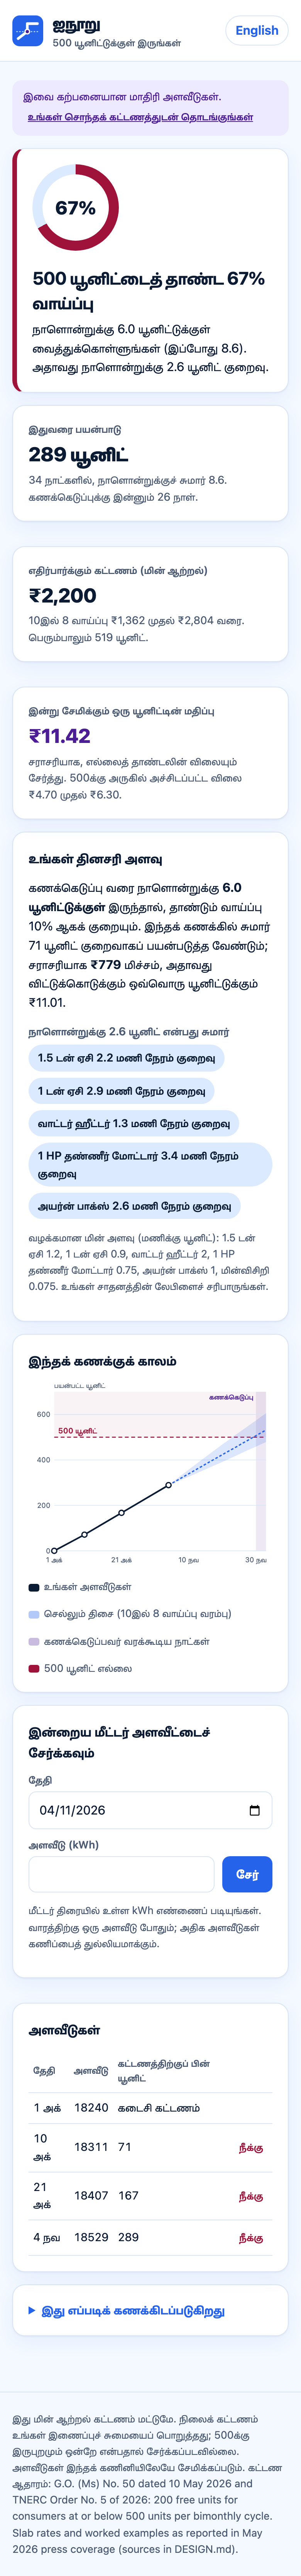 ஐநூறு
500 யூனிட்டுக்குள் இருங்கள்
English
இவை கற்பனையான மாதிரி அளவீடுகள்.
உங்கள் சொந்தக் கட்டணத்துடன் தொடங்குங்கள்
67%
500 யூனிட்டைத் தாண்ட 67%
வாய்ப்பு
நாளொன்றுக்கு 6.0 யூனிட்டுக்குள்
வைத்துக்கொள்ளுங்கள் (இப்போது 8.6).
அதாவது நாளொன்றுக்கு 2.6 யூனிட் குறைவு.
இதுவரை பயன்பாடு
289 யூனிட்
34 நாட்களில், நாளொன்றுக்குச் சுமார் 8.6.
கணக்கெடுப்புக்கு இன்னும் 26 நாள்.
எதிர்பார்க்கும் கட்டணம் (மின் ஆற்றல்)
₹2,200
10இல் 8 வாய்ப்பு ₹1,362 முதல் ₹2,804 வரை.
பெரும்பாலும் 519 யூனிட்.
இன்று சேமிக்கும் ஒரு யூனிட்டின் மதிப்பு
₹11.42
சராசரியாக, எல்லைத் தாண்டலின் விலையும்
சேர்த்து. 500க்கு அருகில் அச்சிடப்பட்ட விலை
₹4.70 முதல் ₹6.30.
உங்கள் தினசரி அளவு
கணக்கெடுப்பு வரை நாளொன்றுக்கு 6.0
யூனிட்டுக்குள் இருந்தால், தாண்டும் வாய்ப்பு
10% ஆகக் குறையும். இந்தக் கணக்கில் சுமார்
71 யூனிட் குறைவாகப் பயன்படுத்த வேண்டும்;
சராசரியாக ₹779 மிச்சம், அதாவது
விட்டுக்கொடுக்கும் ஒவ்வொரு யூனிட்டுக்கும்
₹11.01.
நாளொன்றுக்கு 2.6 யூனிட் என்பது சுமார்
1.5 டன் ஏசி 2.2 மணி நேரம் குறைவு
1 டன் ஏசி 2.9 மணி நேரம் குறைவு
வாட்டர் ஹீட்டர் 1.3 மணி நேரம் குறைவு
1 HP தண்ணீர் மோட்டார் 3.4 மணி நேரம்
குறைவு
அயர்ன் பாக்ஸ் 2.6 மணி நேரம் குறைவு
வழக்கமான மின் அளவு (மணிக்கு யூனிட்): 1.5 டன்
ஏசி 1.2, 1 டன் ஏசி 0.9, வாட்டர் ஹீட்டர் 2, 1 HP
தண்ணீர் மோட்டார் 0.75, அயர்ன் பாக்ஸ் 1, மின்விசிறி
0.075. உங்கள் சாதனத்தின் லேபிளைச் சரிபாருங்கள்.
இந்தக் கணக்குக் காலம்
பயன்பட்ட யூனிட்
கணக்கெடுப்பு
600
500 யூனிட்
400
200
0
1 அக்
21 அக்
10 நவ
30 நவ
உங்கள் அளவீடுகள்
செல்லும் திசை (10இல் 8 வாய்ப்பு வரம்பு)
கணக்கெடுப்பவர் வரக்கூடிய நாட்கள்
500 யூனிட் எல்லை
இன்றைய மீட்டர் அளவீட்டைச்
சேர்க்கவும்
தேதி
04/11/2026
அளவீடு (kWh)
சேர்
மீட்டர் திரையில் உள்ள kWh எண்ணைப் படியுங்கள்.
வாரத்திற்கு ஒரு அளவீடு போதும்; அதிக அளவீடுகள்
கணிப்பைத் துல்லியமாக்கும்.
அளவீடுகள்
தேதி அளவீடு கட்டணத்திற்குப் பின்
யூனிட்
1 அக் 18240 கடைசி கட்டணம்
10
அக் 18311 71 நீக்கு
21
அக் 18407 167 நீக்கு
4 நவ 18529 289 நீக்கு
இது எப்படிக் கணக்கிடப்படுகிறது
இது மின் ஆற்றல் கட்டணம் மட்டுமே. நிலைக் கட்டணம்
உங்கள் இணைப்புச் சுமையைப் பொறுத்தது; 500க்கு
இருபுறமும் ஒன்றே என்பதால் சேர்க்கப்படவில்லை.
அளவீடுகள் இந்தக் கணினியிலேயே சேமிக்கப்படும். கட்டண
ஆதாரம்: G.O. (Ms) No. 50 dated 10 May 2026 and
TNERC Order No. 5 of 2026: 200 free units for
consumers at or below 500 units per bimonthly cycle.
Slab rates and worked examples as reported in May
2026 press coverage (sources in DESIGN.md).